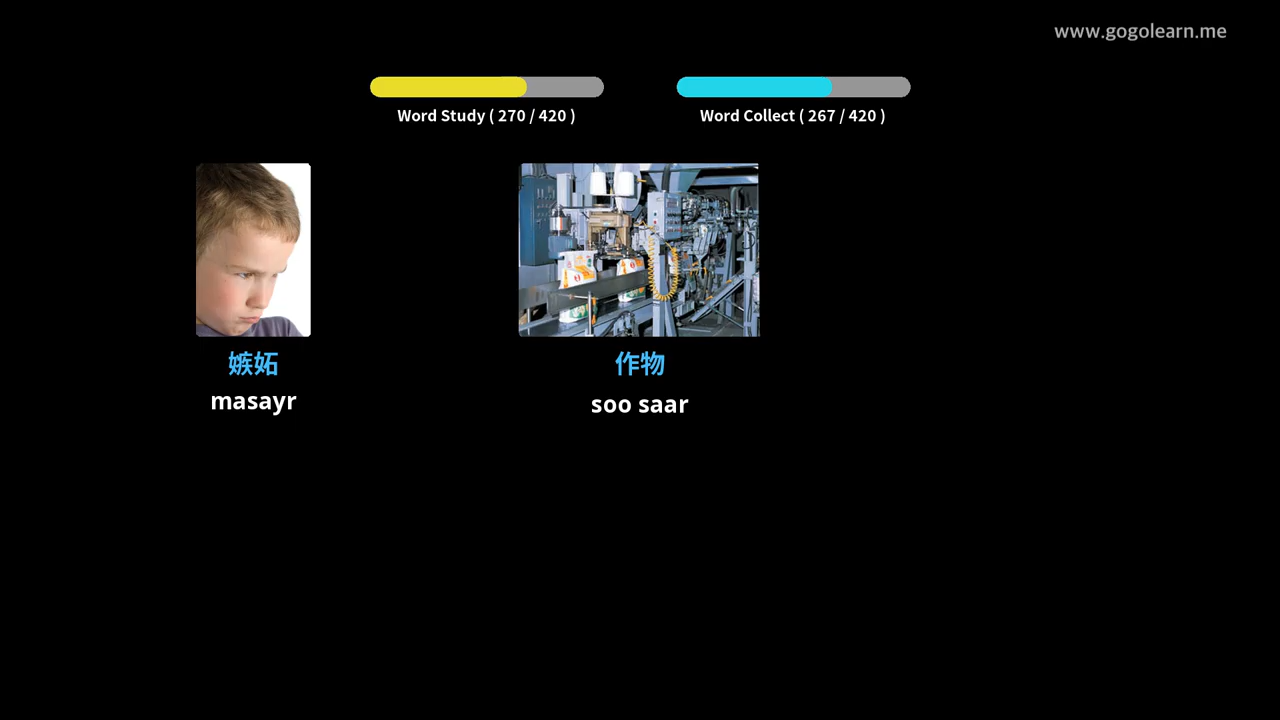 www.gogolearn.me
Word Study ( 270 / 420 )
Word Collect ( 267 / 420 )
嫉妬
masayr
作物
soo saar